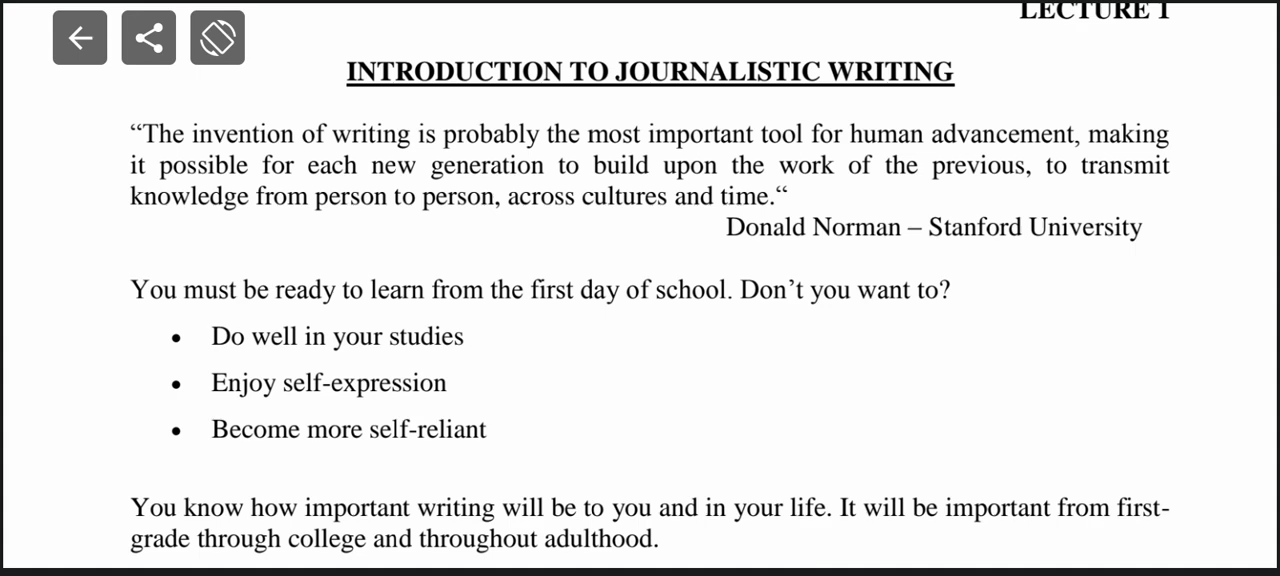 LECTURE 1
INTRODUCTION TO JOURNALISTIC WRITING
“The invention of writing is probably the most important tool for human advancement, making
it possible for each new generation to build upon the work of the previous, to transmit
knowledge from person to person, across cultures and time.“
Donald Norman – Stanford University
You must be ready to learn from the first day of school. Don’t you want to?
• Do well in your studies
• Enjoy self-expression
• Become more self-reliant
You know how important writing will be to you and in your life. It will be important from first-
grade through college and throughout adulthood.